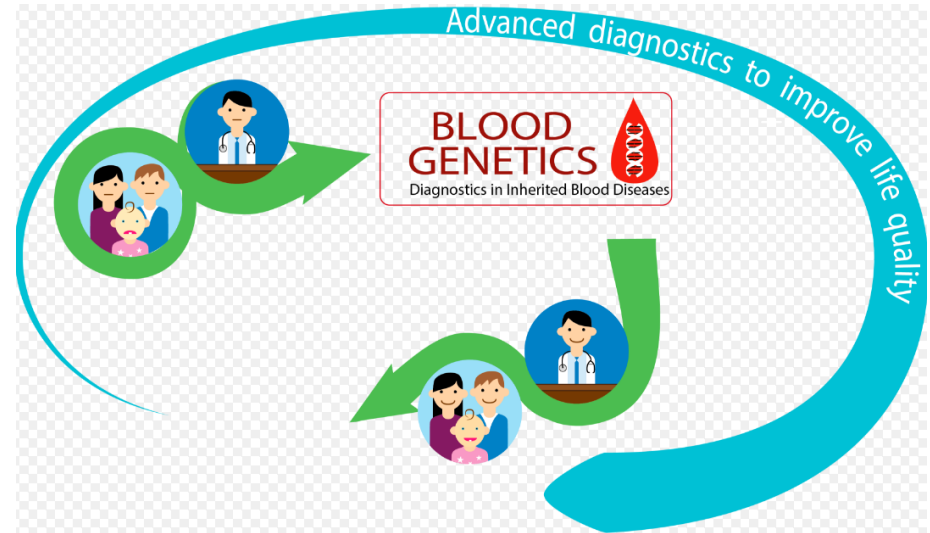 Advanced diagnostics to improve life quality
BLOOD
GENETICS
Diagnostics in Inherited Blood Diseases